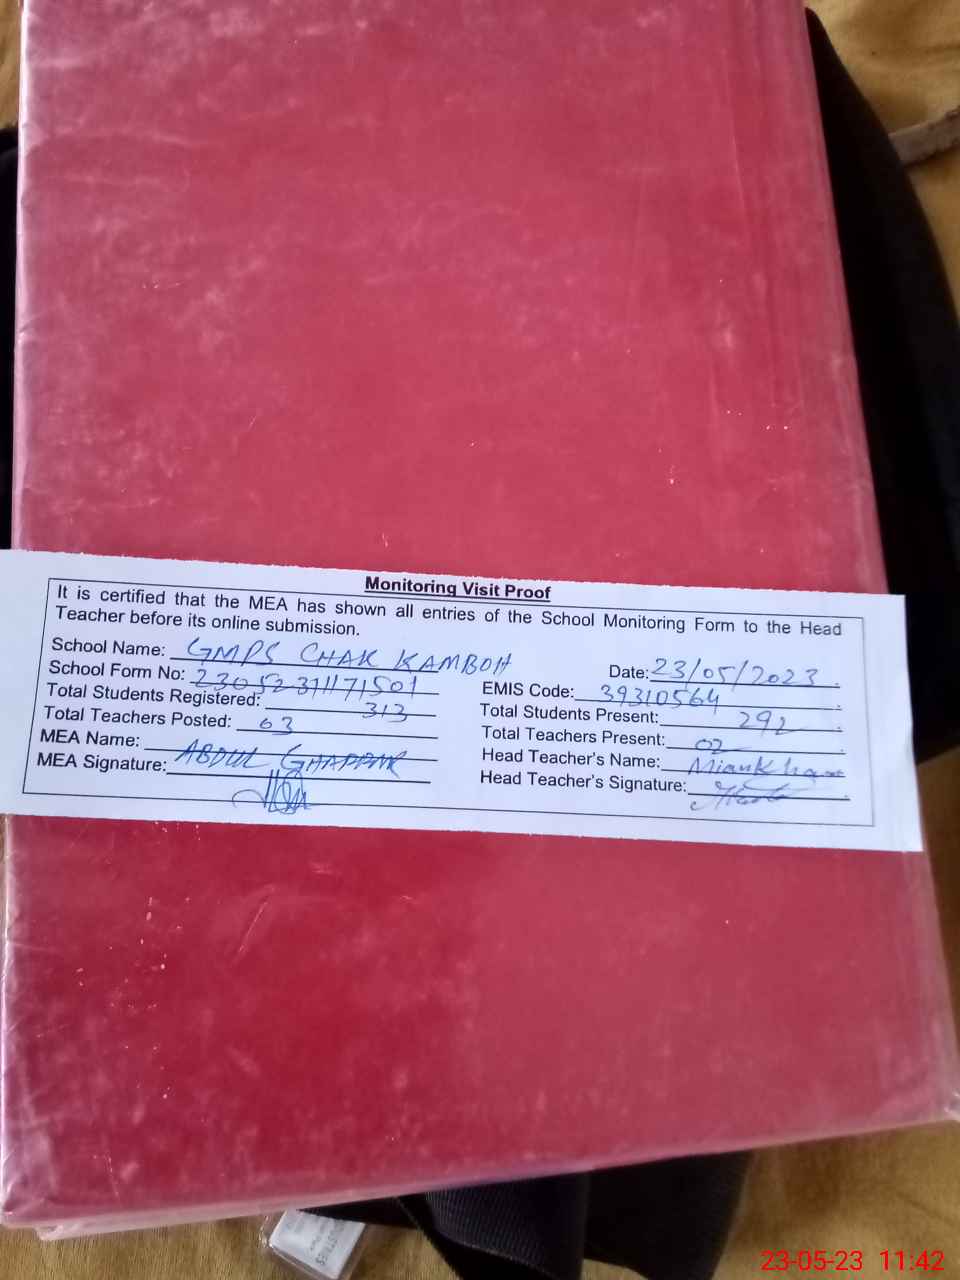 Monitoring Visit Proof
It is certified that the MEA has shown all entries of the School Monitoring Form to the Head
Teacher before its online submission.
School Name: GMPS CHAK KAMBOH
Date: 23/05/2023
School Form No: 23052311171501
EMIS Code: 39310564
Total Students Registered: 313
Total Students Present: 292
Total Teachers Posted: 03
Total Teachers Present: 02
MEA Name: ABDUL GHAFFAR
Head Teacher's Name: Miankhan
MEA Signature:
Head Teacher's Signature:
23-05-23 11:42